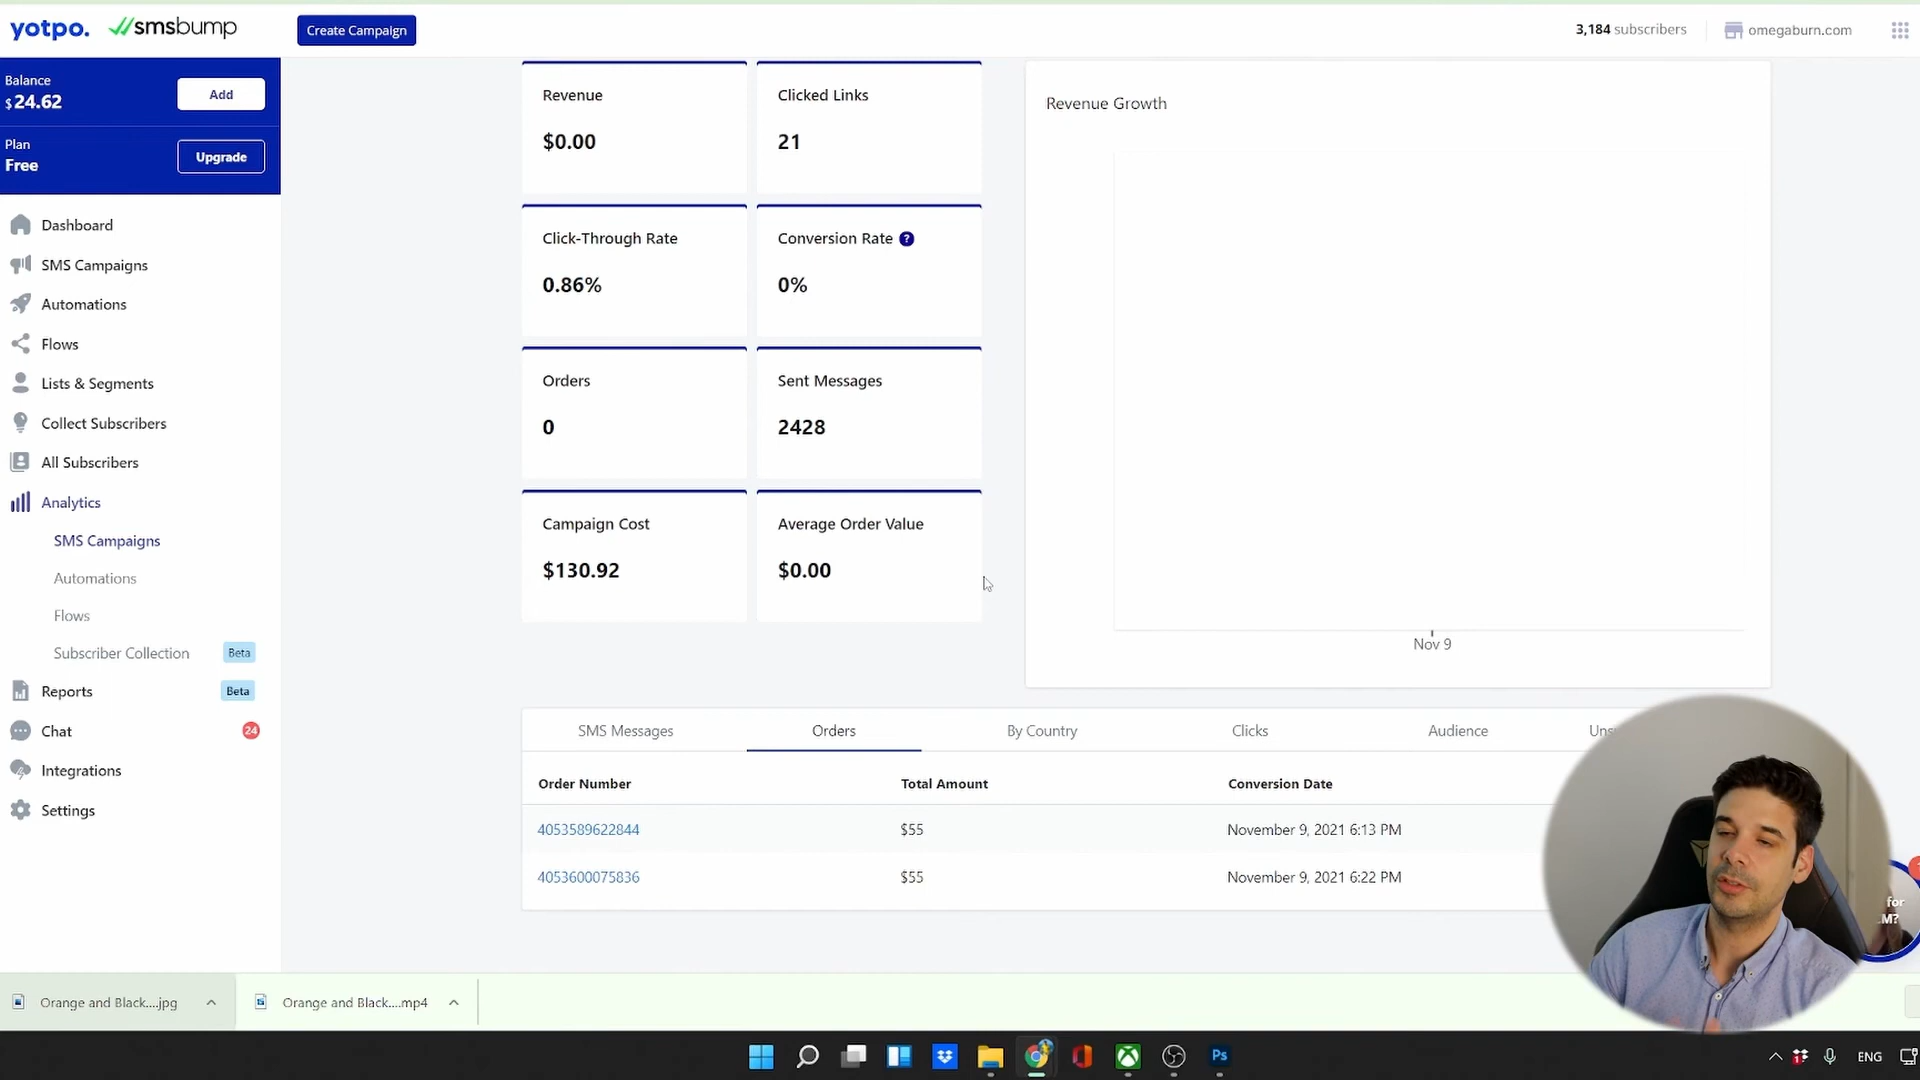 yotpo. smsbump
Create Campaign
3,184 subscribers
omegaburn.com
Balance
$24.62
Add
Plan
Free
Upgrade
Dashboard
SMS Campaigns
Automations
Flows
Lists & Segments
Collect Subscribers
All Subscribers
Analytics
SMS Campaigns
Automations
Flows
Subscriber Collection Beta
Reports Beta
Chat 24
Integrations
Settings
Revenue
$0.00
Clicked Links
21
Click-Through Rate
0.86%
Conversion Rate ?
0%
Orders
0
Sent Messages
2428
Campaign Cost
$130.92
Average Order Value
$0.00
Revenue Growth
Nov 9
SMS Messages Orders By Country Clicks Audience
Order Number Total Amount Conversion Date
4053589622844 $55 November 9, 2021 6:13 PM
4053600075836 $55 November 9, 2021 6:22 PM
for
M?
Orange and Black....jpg
Orange and Black....mp4
Ps
ENG